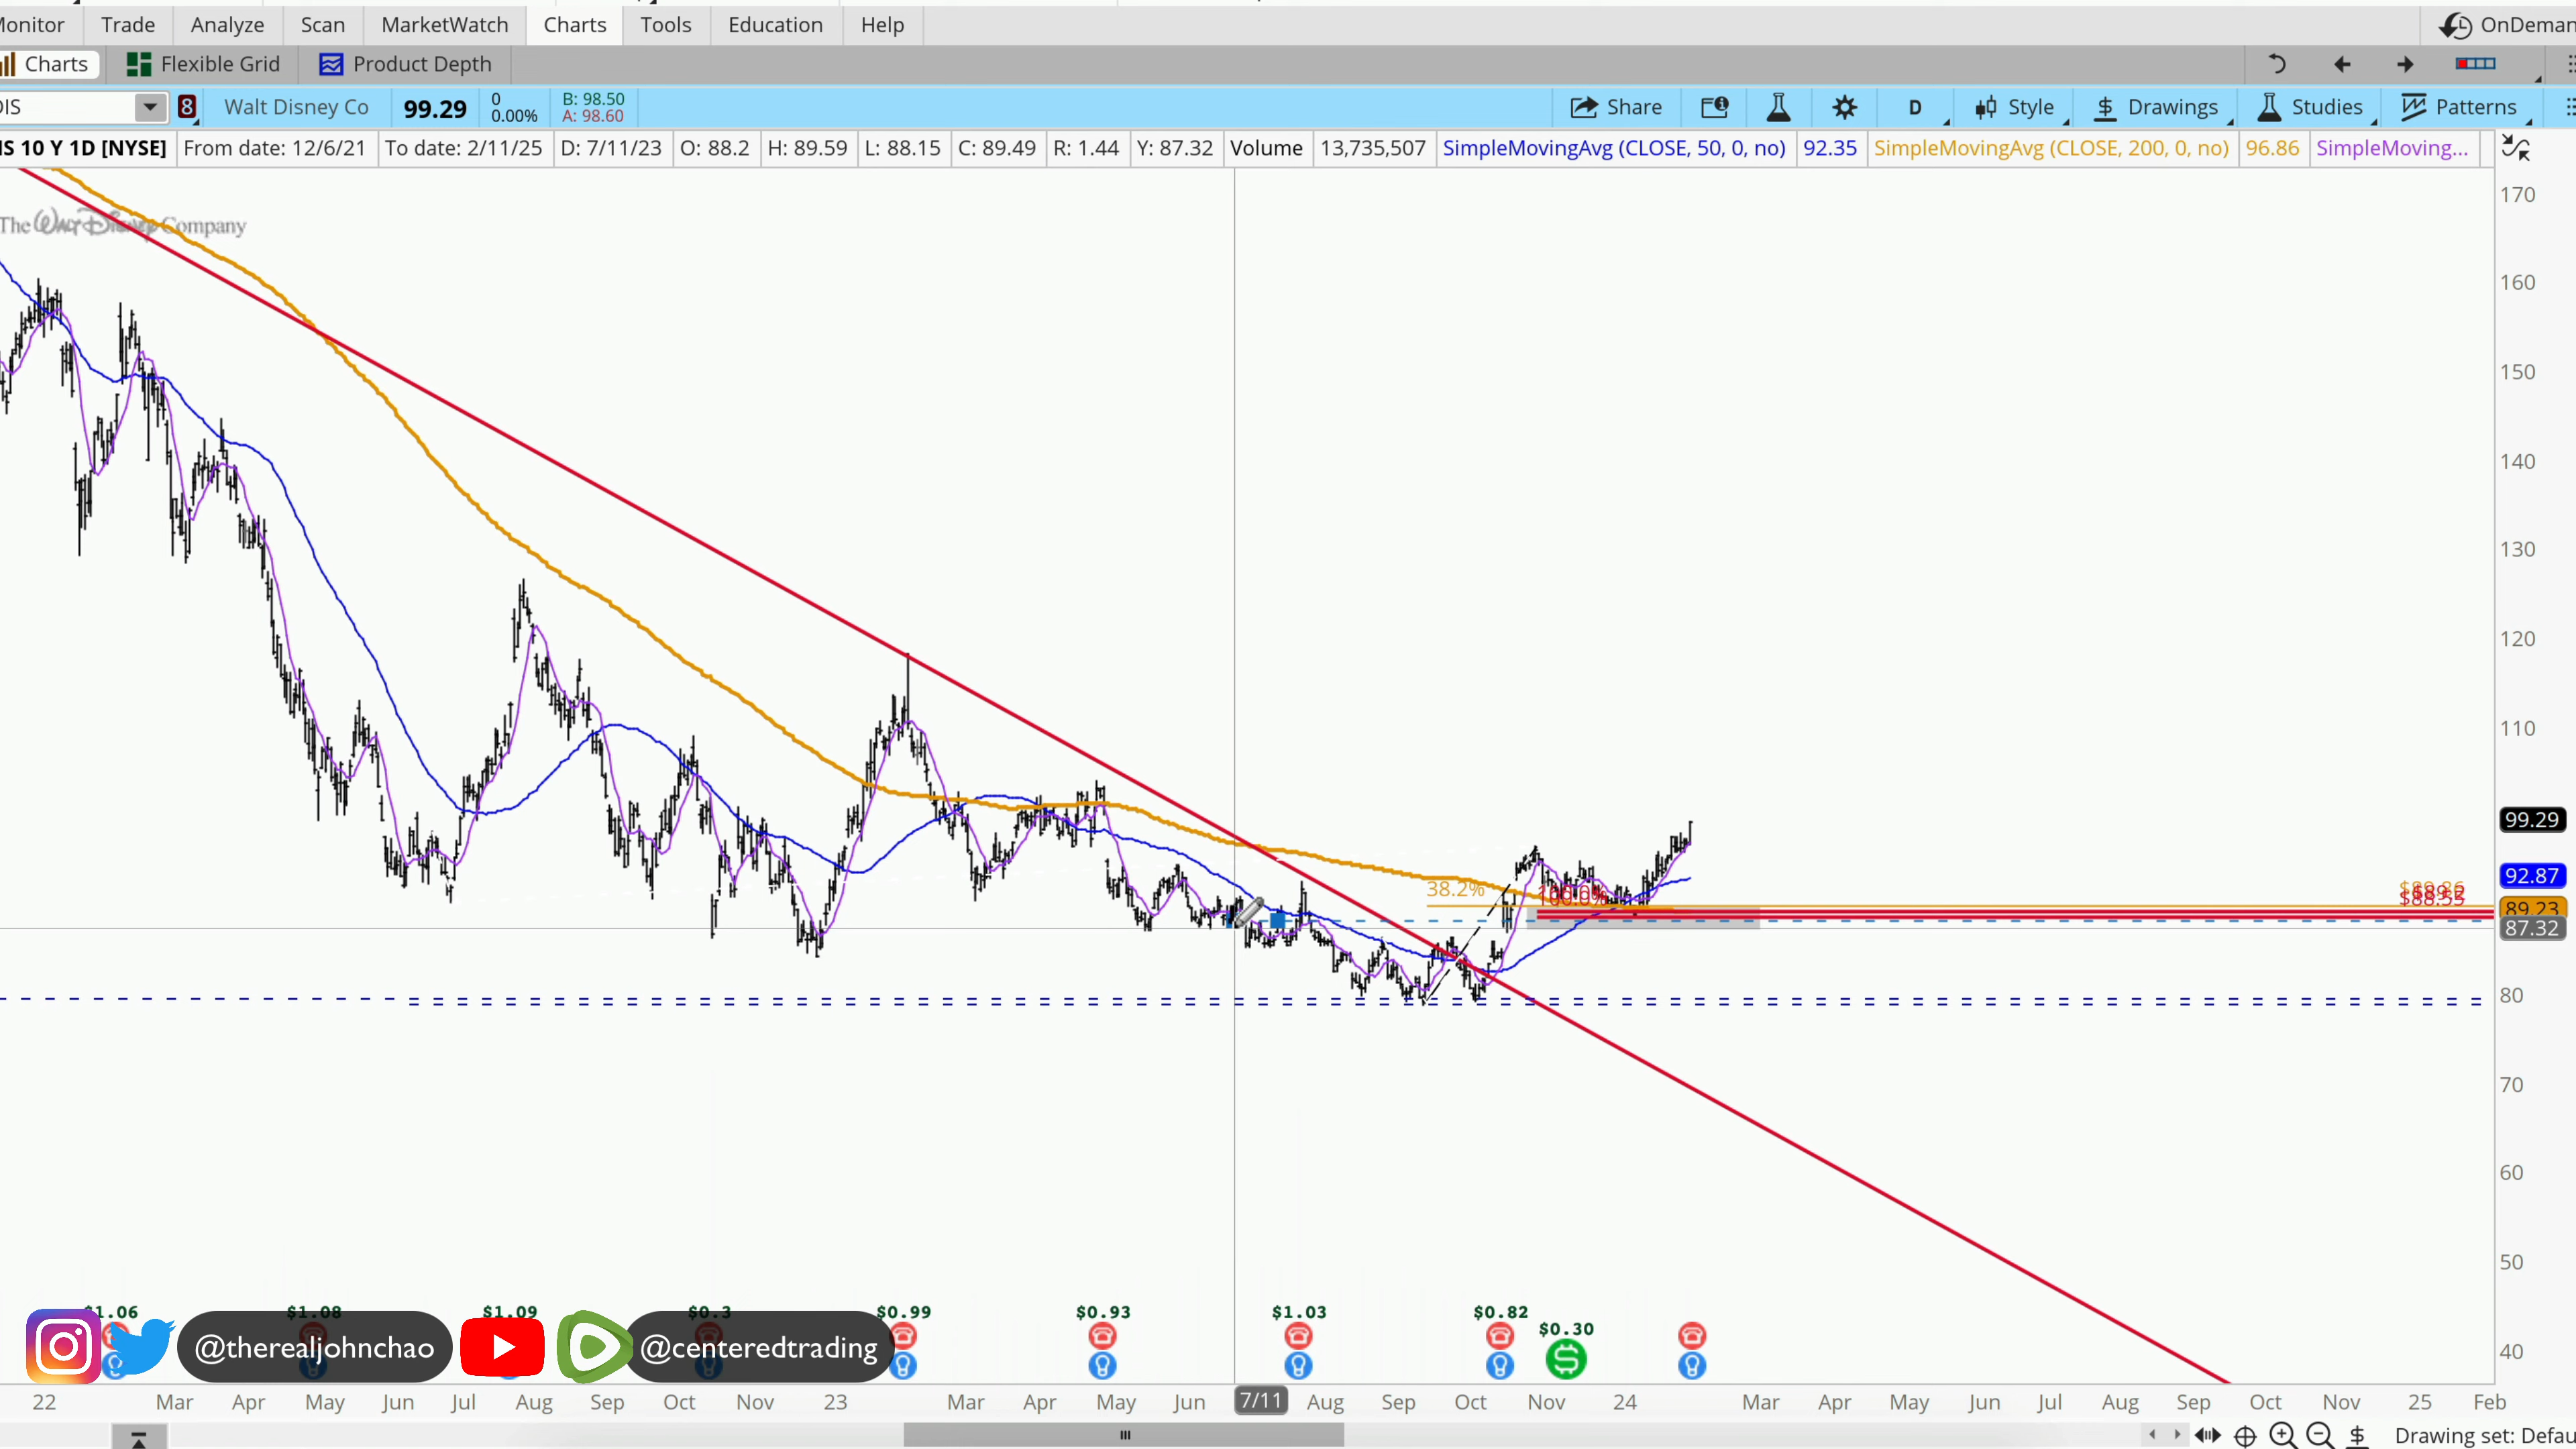 Monitor Trade Analyze Scan MarketWatch Charts Tools Education Help OnDeman
Charts Flexible Grid Product Depth
DIS 8 Walt Disney Co 99.29 0 0.00% B: 98.50 A: 98.60 Share D Style $ Drawings Studies Patterns
IS 10 Y 1D [NYSE] From date: 12/6/21 To date: 2/11/25 D: 7/11/23 O: 88.2 H: 89.59 L: 88.15 C: 89.49 R: 1.44 Y: 87.32 Volume 13,735,507 SimpleMovingAvg (CLOSE, 50, 0, no) 92.35 SimpleMovingAvg (CLOSE, 200, 0, no) 96.86 SimpleMoving...
170
The Walt Disney Company
160
150
140
130
120
110
99.29
92.87
38.2%
89.23
87.32
80
70
60
50
$1.06 $1.08 $1.09 $0.3 $0.99 $0.93 $1.03 $0.82
$0.30
@therealjohnchao @centeredtrading
40
22 Mar Apr May Jun Jul Aug Sep Oct Nov 23 Mar Apr May Jun 7/11 Aug Sep Oct Nov 24 Mar Apr May Jun Jul Aug Sep Oct Nov 25 Feb
$ Drawing set: Defau